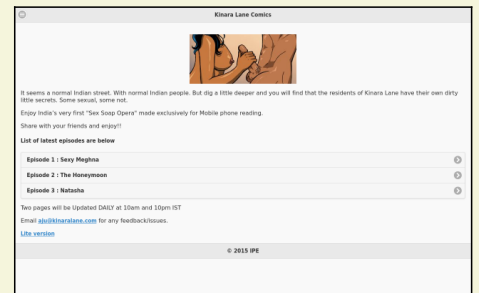 Kinara Lane Comics
It seems a normal Indian street. With normal Indian people. But dig a little deeper and you will find that the residents of Kinara Lane have their own dirty
little secrets. Some sexual, some not.
Enjoy India's very first "Sex Soap Opera" made exclusively for Mobile phone reading.
Share with your friends and enjoy!!
List of latest episodes are below
Episode 1 : Sexy Meghna
Episode 2 : The Honeymoon
Episode 3 : Natasha
Two pages will be Updated DAILY at 10am and 10pm IST
Email aju@kinaralane.com for any feedback/issues.
Lite version
© 2015 IPE